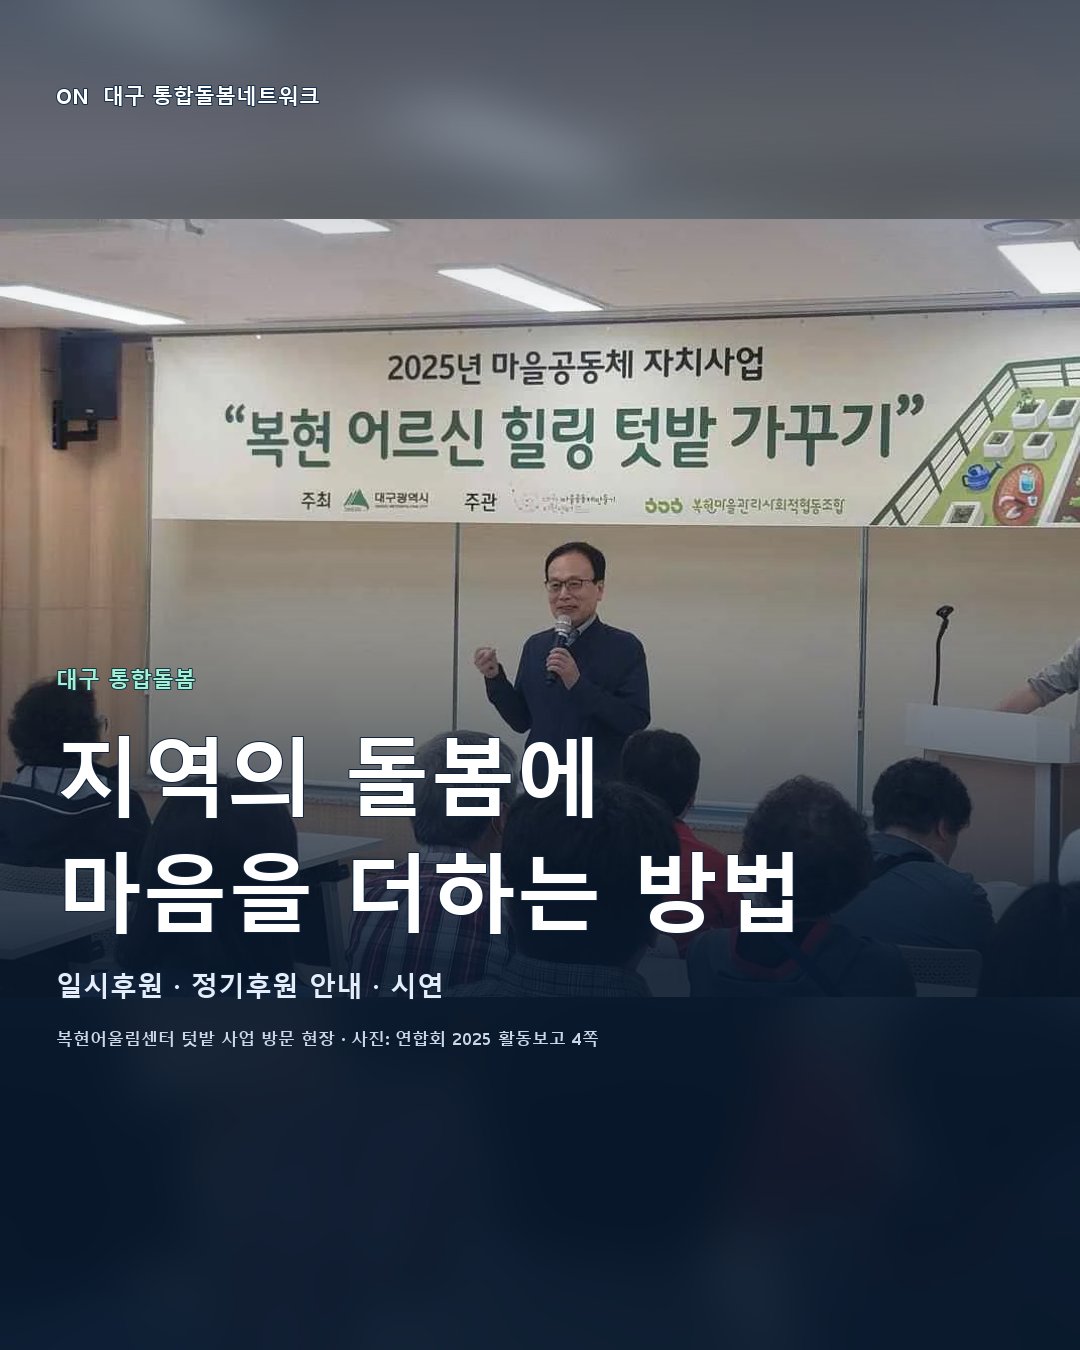 ON 대구 통합돌봄네트워크
2025년 마을공동체 자치사업
“복현 어르신 힐링 텃밭 가꾸기”
주최 대구광역시 주관 복현마을관리사회적협동조합
대구 통합돌봄
지역의 돌봄에
마음을 더하는 방법
일시후원 · 정기후원 안내 · 시연
복현어울림센터 텃밭 사업 방문 현장 · 사진: 연합회 2025 활동보고 4쪽